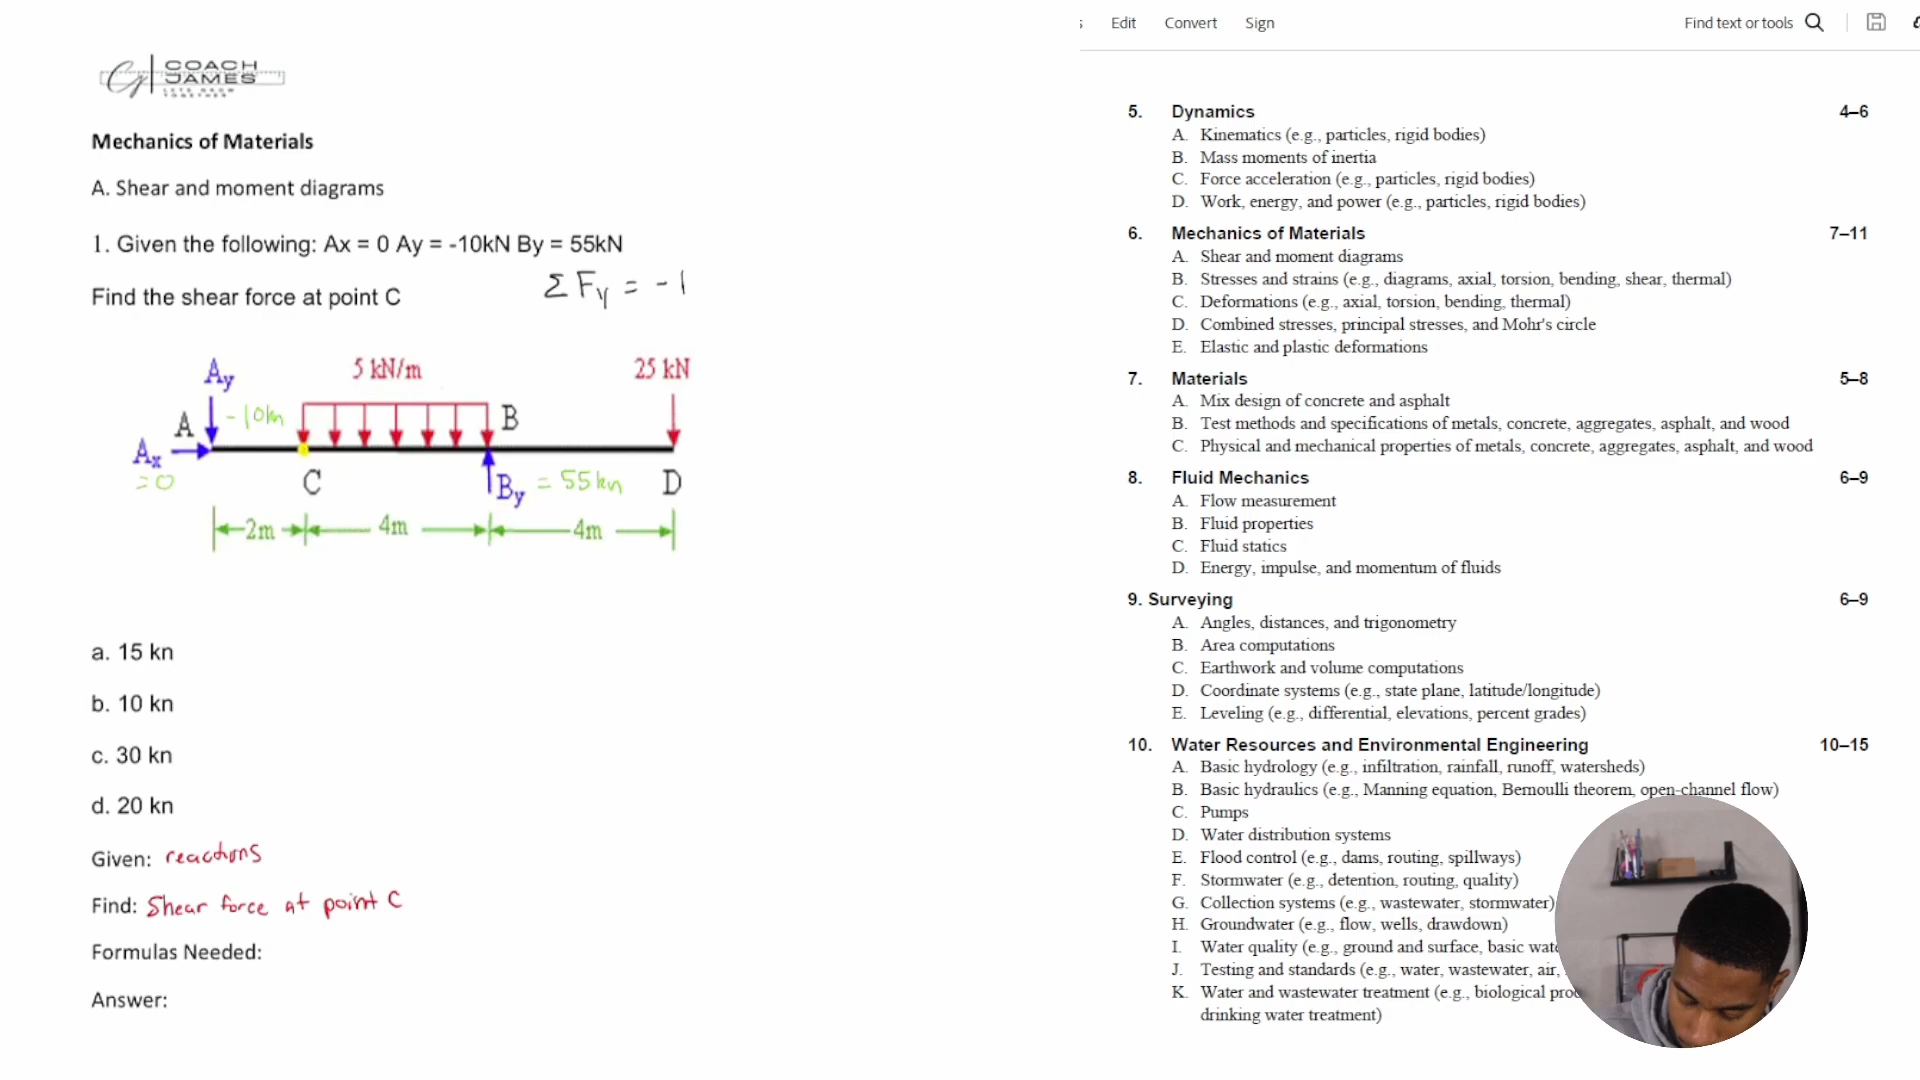 COACH
JAMES
LETS GROW
TOGETHER
Mechanics of Materials
A. Shear and moment diagrams
1. Given the following: Ax = 0 Ay = -10kN By = 55kN
Σ Fy = - 1
Find the shear force at point C
Ay
5 kN/m
25 kN
A
-10kn
B
Ax
=0
C
By = 55kn
D
2m
4m
4m
a. 15 kn
b. 10 kn
c. 30 kn
d. 20 kn
Given: reactions
Find: Shear force at point C
Formulas Needed:
Answer:
Edit Convert Sign
Find text or tools
5. Dynamics 4–6
A. Kinematics (e.g., particles, rigid bodies)
B. Mass moments of inertia
C. Force acceleration (e.g., particles, rigid bodies)
D. Work, energy, and power (e.g., particles, rigid bodies)
6. Mechanics of Materials 7–11
A. Shear and moment diagrams
B. Stresses and strains (e.g., diagrams, axial, torsion, bending, shear, thermal)
C. Deformations (e.g., axial, torsion, bending, thermal)
D. Combined stresses, principal stresses, and Mohr's circle
E. Elastic and plastic deformations
7. Materials 5–8
A. Mix design of concrete and asphalt
B. Test methods and specifications of metals, concrete, aggregates, asphalt, and wood
C. Physical and mechanical properties of metals, concrete, aggregates, asphalt, and wood
8. Fluid Mechanics 6–9
A. Flow measurement
B. Fluid properties
C. Fluid statics
D. Energy, impulse, and momentum of fluids
9. Surveying 6–9
A. Angles, distances, and trigonometry
B. Area computations
C. Earthwork and volume computations
D. Coordinate systems (e.g., state plane, latitude/longitude)
E. Leveling (e.g., differential, elevations, percent grades)
10. Water Resources and Environmental Engineering 10–15
A. Basic hydrology (e.g., infiltration, rainfall, runoff, watersheds)
B. Basic hydraulics (e.g., Manning equation, Bernoulli theorem, open-channel flow)
C. Pumps
D. Water distribution systems
E. Flood control (e.g., dams, routing, spillways)
F. Stormwater (e.g., detention, routing, quality)
G. Collection systems (e.g., wastewater, stormwater)
H. Groundwater (e.g., flow, wells, drawdown)
I. Water quality (e.g., ground and surface, basic
J. Testing and standards (e.g., water, wastewater, air,
K. Water and wastewater treatment (e.g., biological
drinking water treatment)